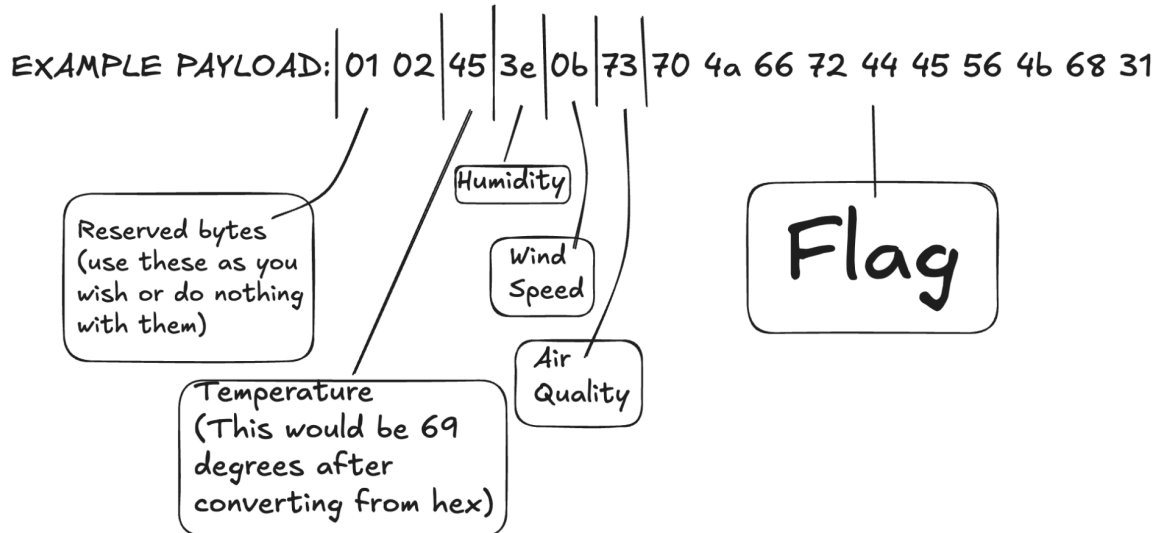 EXAMPLE PAYLOAD: 01 02 45 3e 0b 73 70 4a 66 72 44 45 56 4b 68 31
Humidity
Reserved bytes
(use these as you
wish or do nothing
with them)
Flag
Wind
Speed
Air
Quality
Temperature
(This would be 69
degrees after
converting from hex)